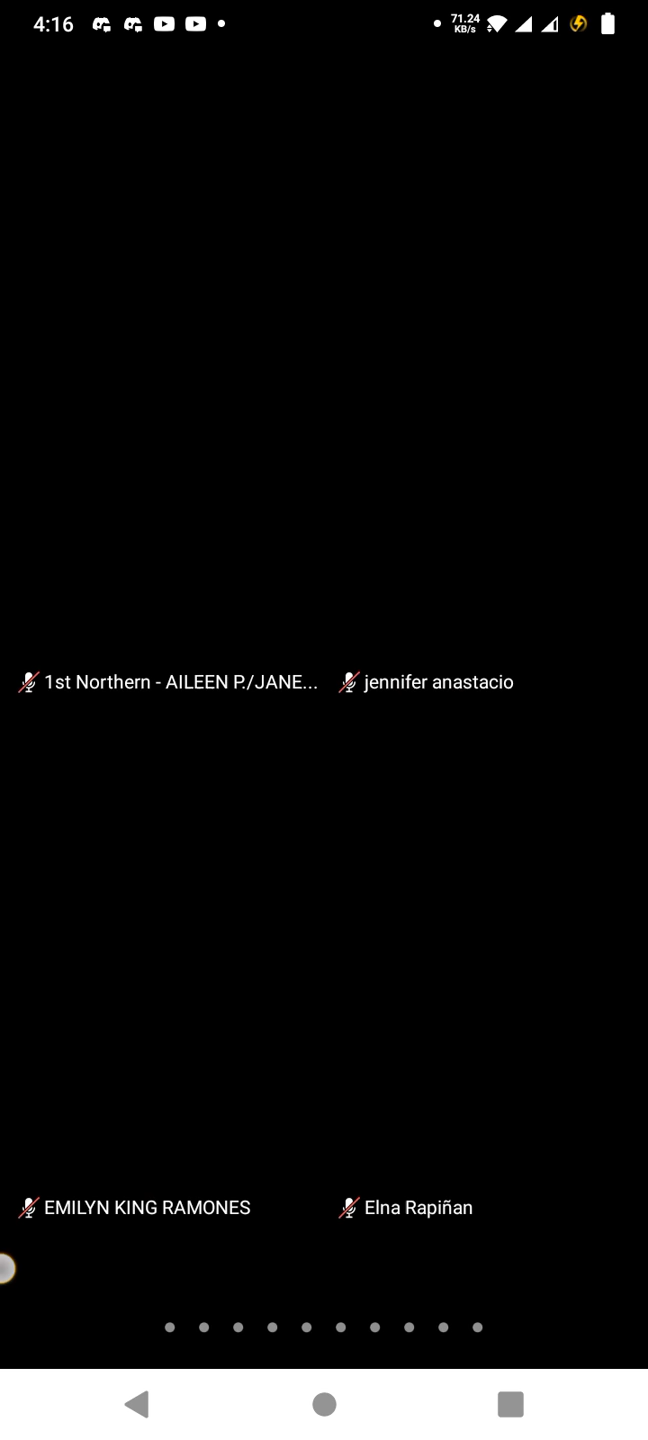 4:16
71.24
KB/s
1st Northern - AILEEN P./JANE...
jennifer anastacio
EMILYN KING RAMONES
Elna Rapiñan